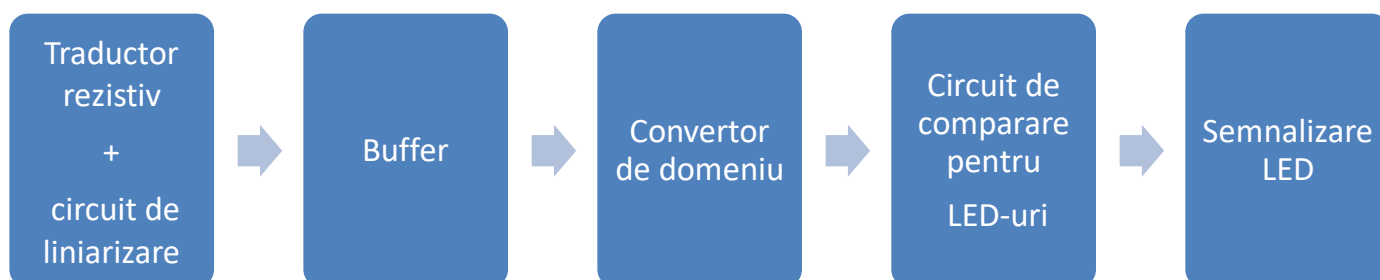 Traductor
rezistiv
+
circuit de
liniarizare
Buffer
Convertor
de domeniu
Circuit de
comparare
pentru
LED-uri
Semnalizare
LED